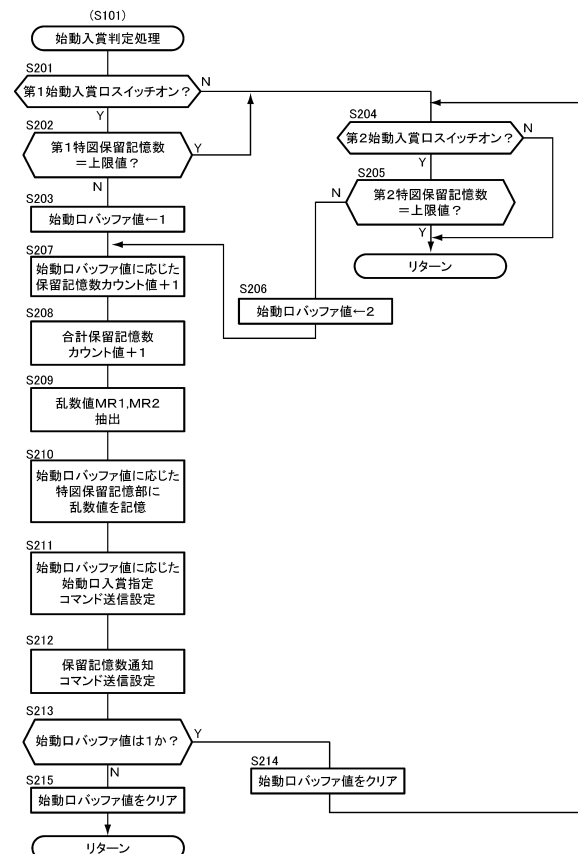 (S101)
始動入賞判定処理
S201
第1始動入賞口スイッチオン?
N
Y
S202
第1特図保留記憶数
=上限値?
Y
N
S203
始動口バッファ値←1
S204
第2始動入賞口スイッチオン?
N
Y
S205
第2特図保留記憶数
=上限値?
N
Y
リターン
S206
始動口バッファ値←2
S207
始動口バッファ値に応じた
保留記憶数カウント値+1
S208
合計保留記憶数
カウント値+1
S209
乱数値MR1,MR2
抽出
S210
始動口バッファ値に応じた
特図保留記憶部に
乱数値を記憶
S211
始動口バッファ値に応じた
始動口入賞指定
コマンド送信設定
S212
保留記憶数通知
コマンド送信設定
S213
始動口バッファ値は1か?
Y
N
S214
始動口バッファ値をクリア
S215
始動口バッファ値をクリア
リターン